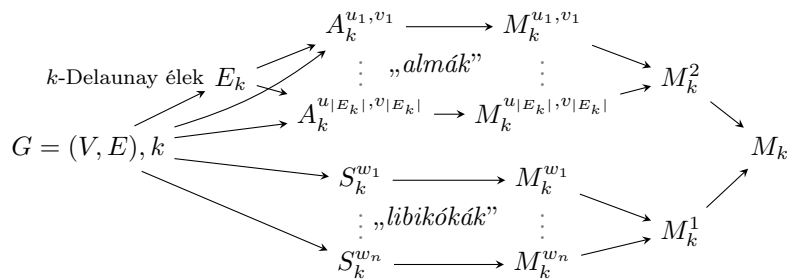 A_k^{u_1,v_1} M_k^{u_1,v_1}
k-Delaunay élek E_k „almák” M_k^2
A_k^{u_{|E_k|},v_{|E_k|}} M_k^{u_{|E_k|},v_{|E_k|}}
G = (V, E), k M_k
S_k^{w_1} M_k^{w_1}
„libikókák” M_k^1
S_k^{w_n} M_k^{w_n}